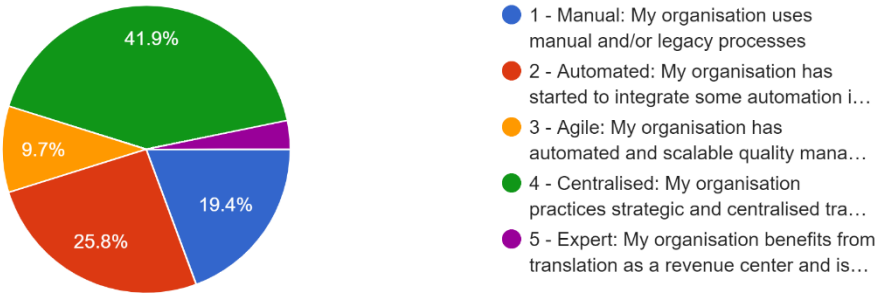 41.9%
9.7%
19.4%
25.8%
1 - Manual: My organisation uses
manual and/or legacy processes
2 - Automated: My organisation has
started to integrate some automation i…
3 - Agile: My organisation has
automated and scalable quality mana…
4 - Centralised: My organisation
practices strategic and centralised tra…
5 - Expert: My organisation benefits from
translation as a revenue center and is…